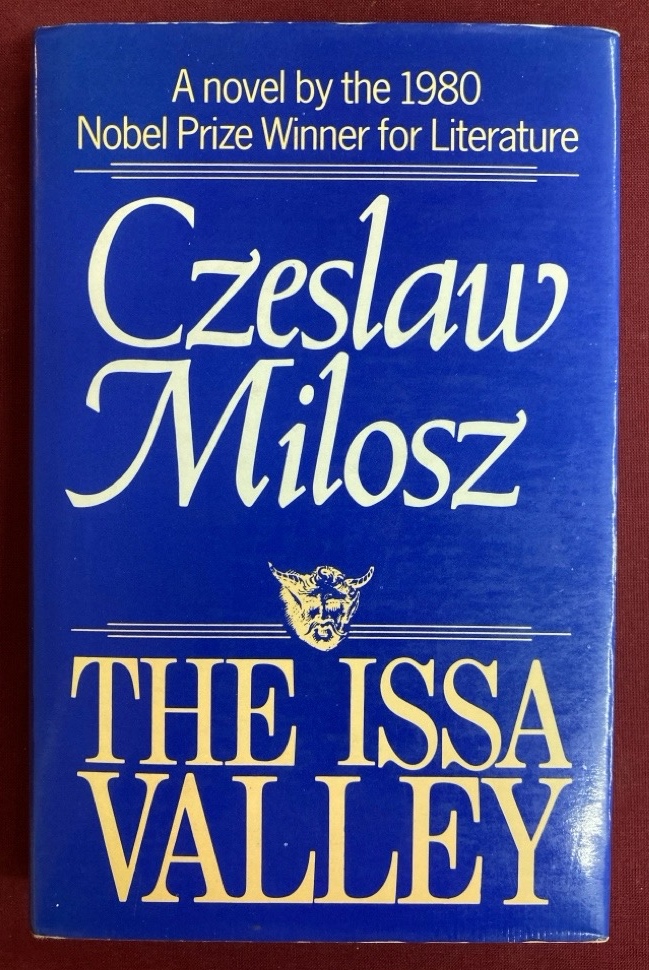 A novel by the 1980
Nobel Prize Winner for Literature
Czeslaw
Milosz
THE ISSA
VALLEY